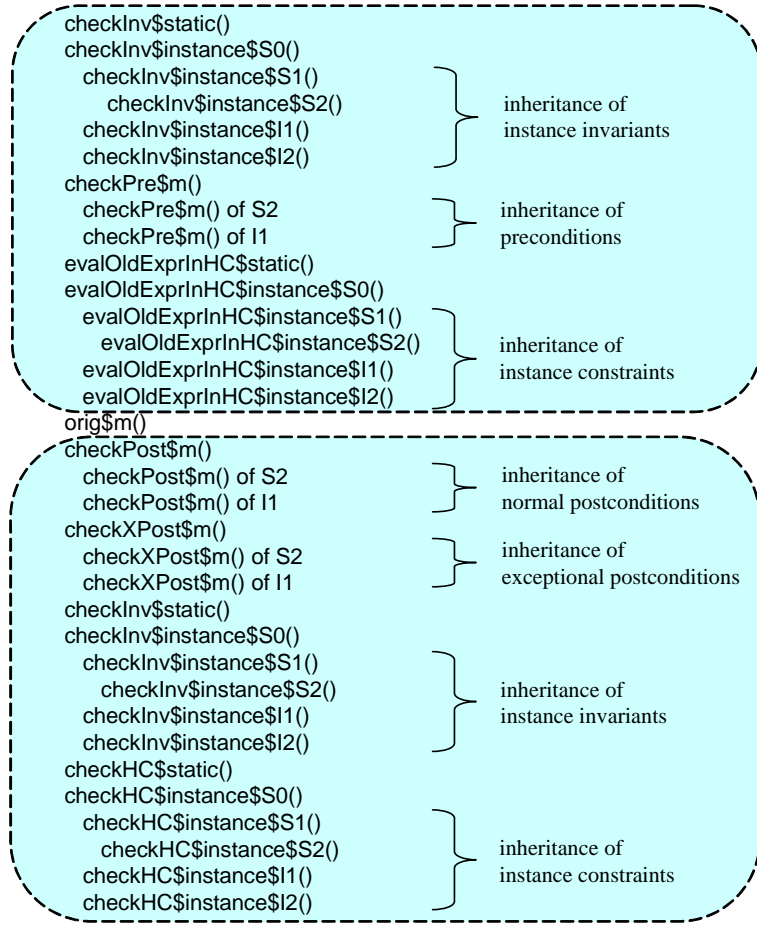 checkInv$static()
checkInv$instance$S0()
checkInv$instance$S1()
checkInv$instance$S2()
checkInv$instance$I1()
checkInv$instance$I2()
inheritance of
instance invariants
checkPre$m()
checkPre$m() of S2
checkPre$m() of I1
inheritance of
preconditions
evalOldExprInHC$static()
evalOldExprInHC$instance$S0()
evalOldExprInHC$instance$S1()
evalOldExprInHC$instance$S2()
evalOldExprInHC$instance$I1()
evalOldExprInHC$instance$I2()
inheritance of
instance constraints
orig$m()
checkPost$m()
checkPost$m() of S2
checkPost$m() of I1
inheritance of
normal postconditions
checkXPost$m()
checkXPost$m() of S2
checkXPost$m() of I1
inheritance of
exceptional postconditions
checkInv$static()
checkInv$instance$S0()
checkInv$instance$S1()
checkInv$instance$S2()
checkInv$instance$I1()
checkInv$instance$I2()
inheritance of
instance invariants
checkHC$static()
checkHC$instance$S0()
checkHC$instance$S1()
checkHC$instance$S2()
checkHC$instance$I1()
checkHC$instance$I2()
inheritance of
instance constraints